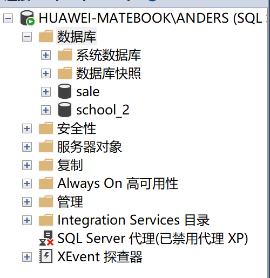 HUAWEI-MATEBOOK\ANDERS (SQL S
数据库
系统数据库
数据库快照
sale
school_2
安全性
服务器对象
复制
Always On 高可用性
管理
Integration Services 目录
SQL Server 代理(已禁用代理 XP)
XEvent 探查器